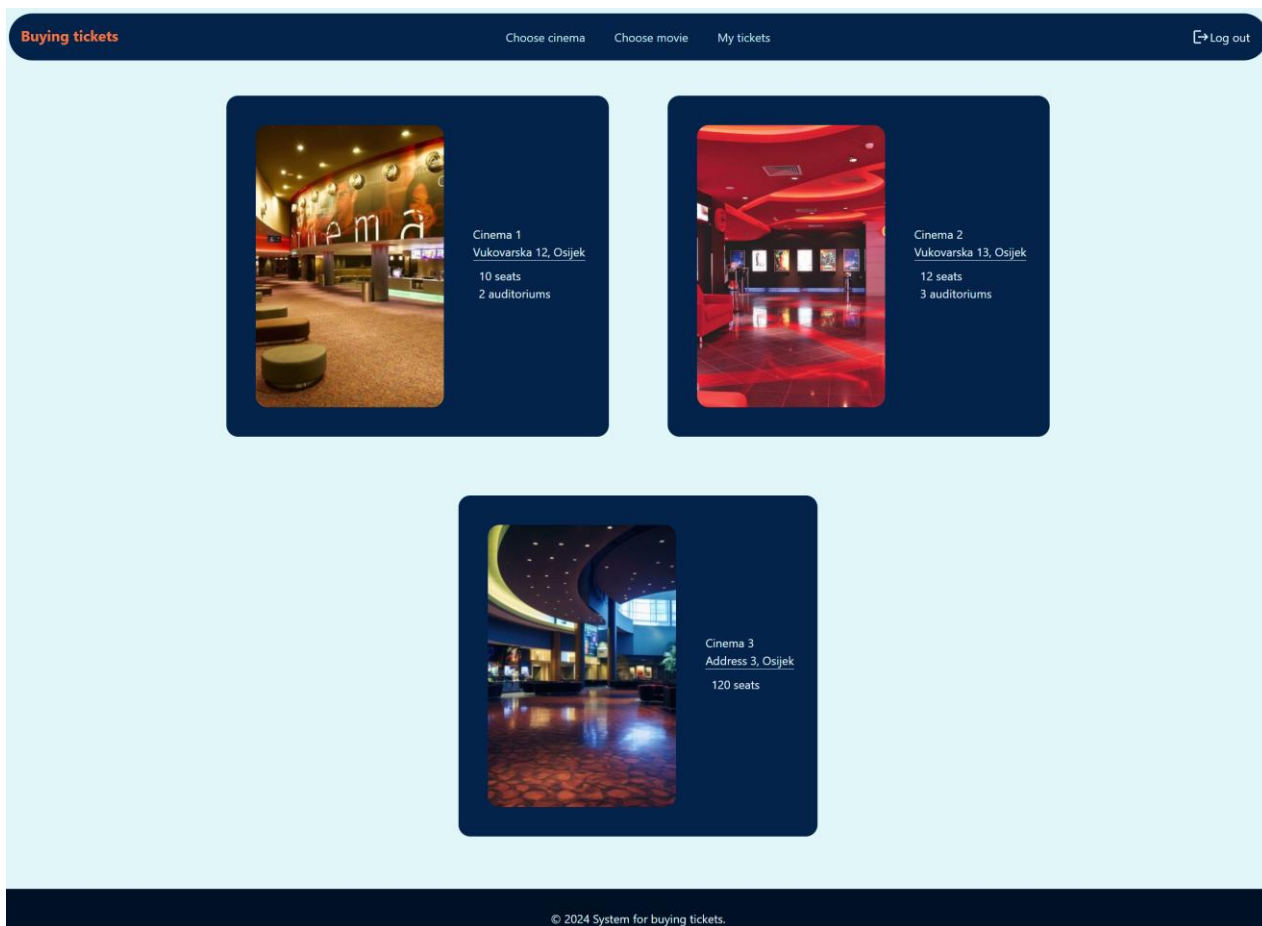 Buying tickets
Choose cinema
Choose movie
My tickets
Log out
nema
Cinema 1
Vukovarska 12, Osijek
10 seats
2 auditoriums
Cinema 2
Vukovarska 13, Osijek
12 seats
3 auditoriums
Cinema 3
Address 3, Osijek
120 seats
© 2024 System for buying tickets.